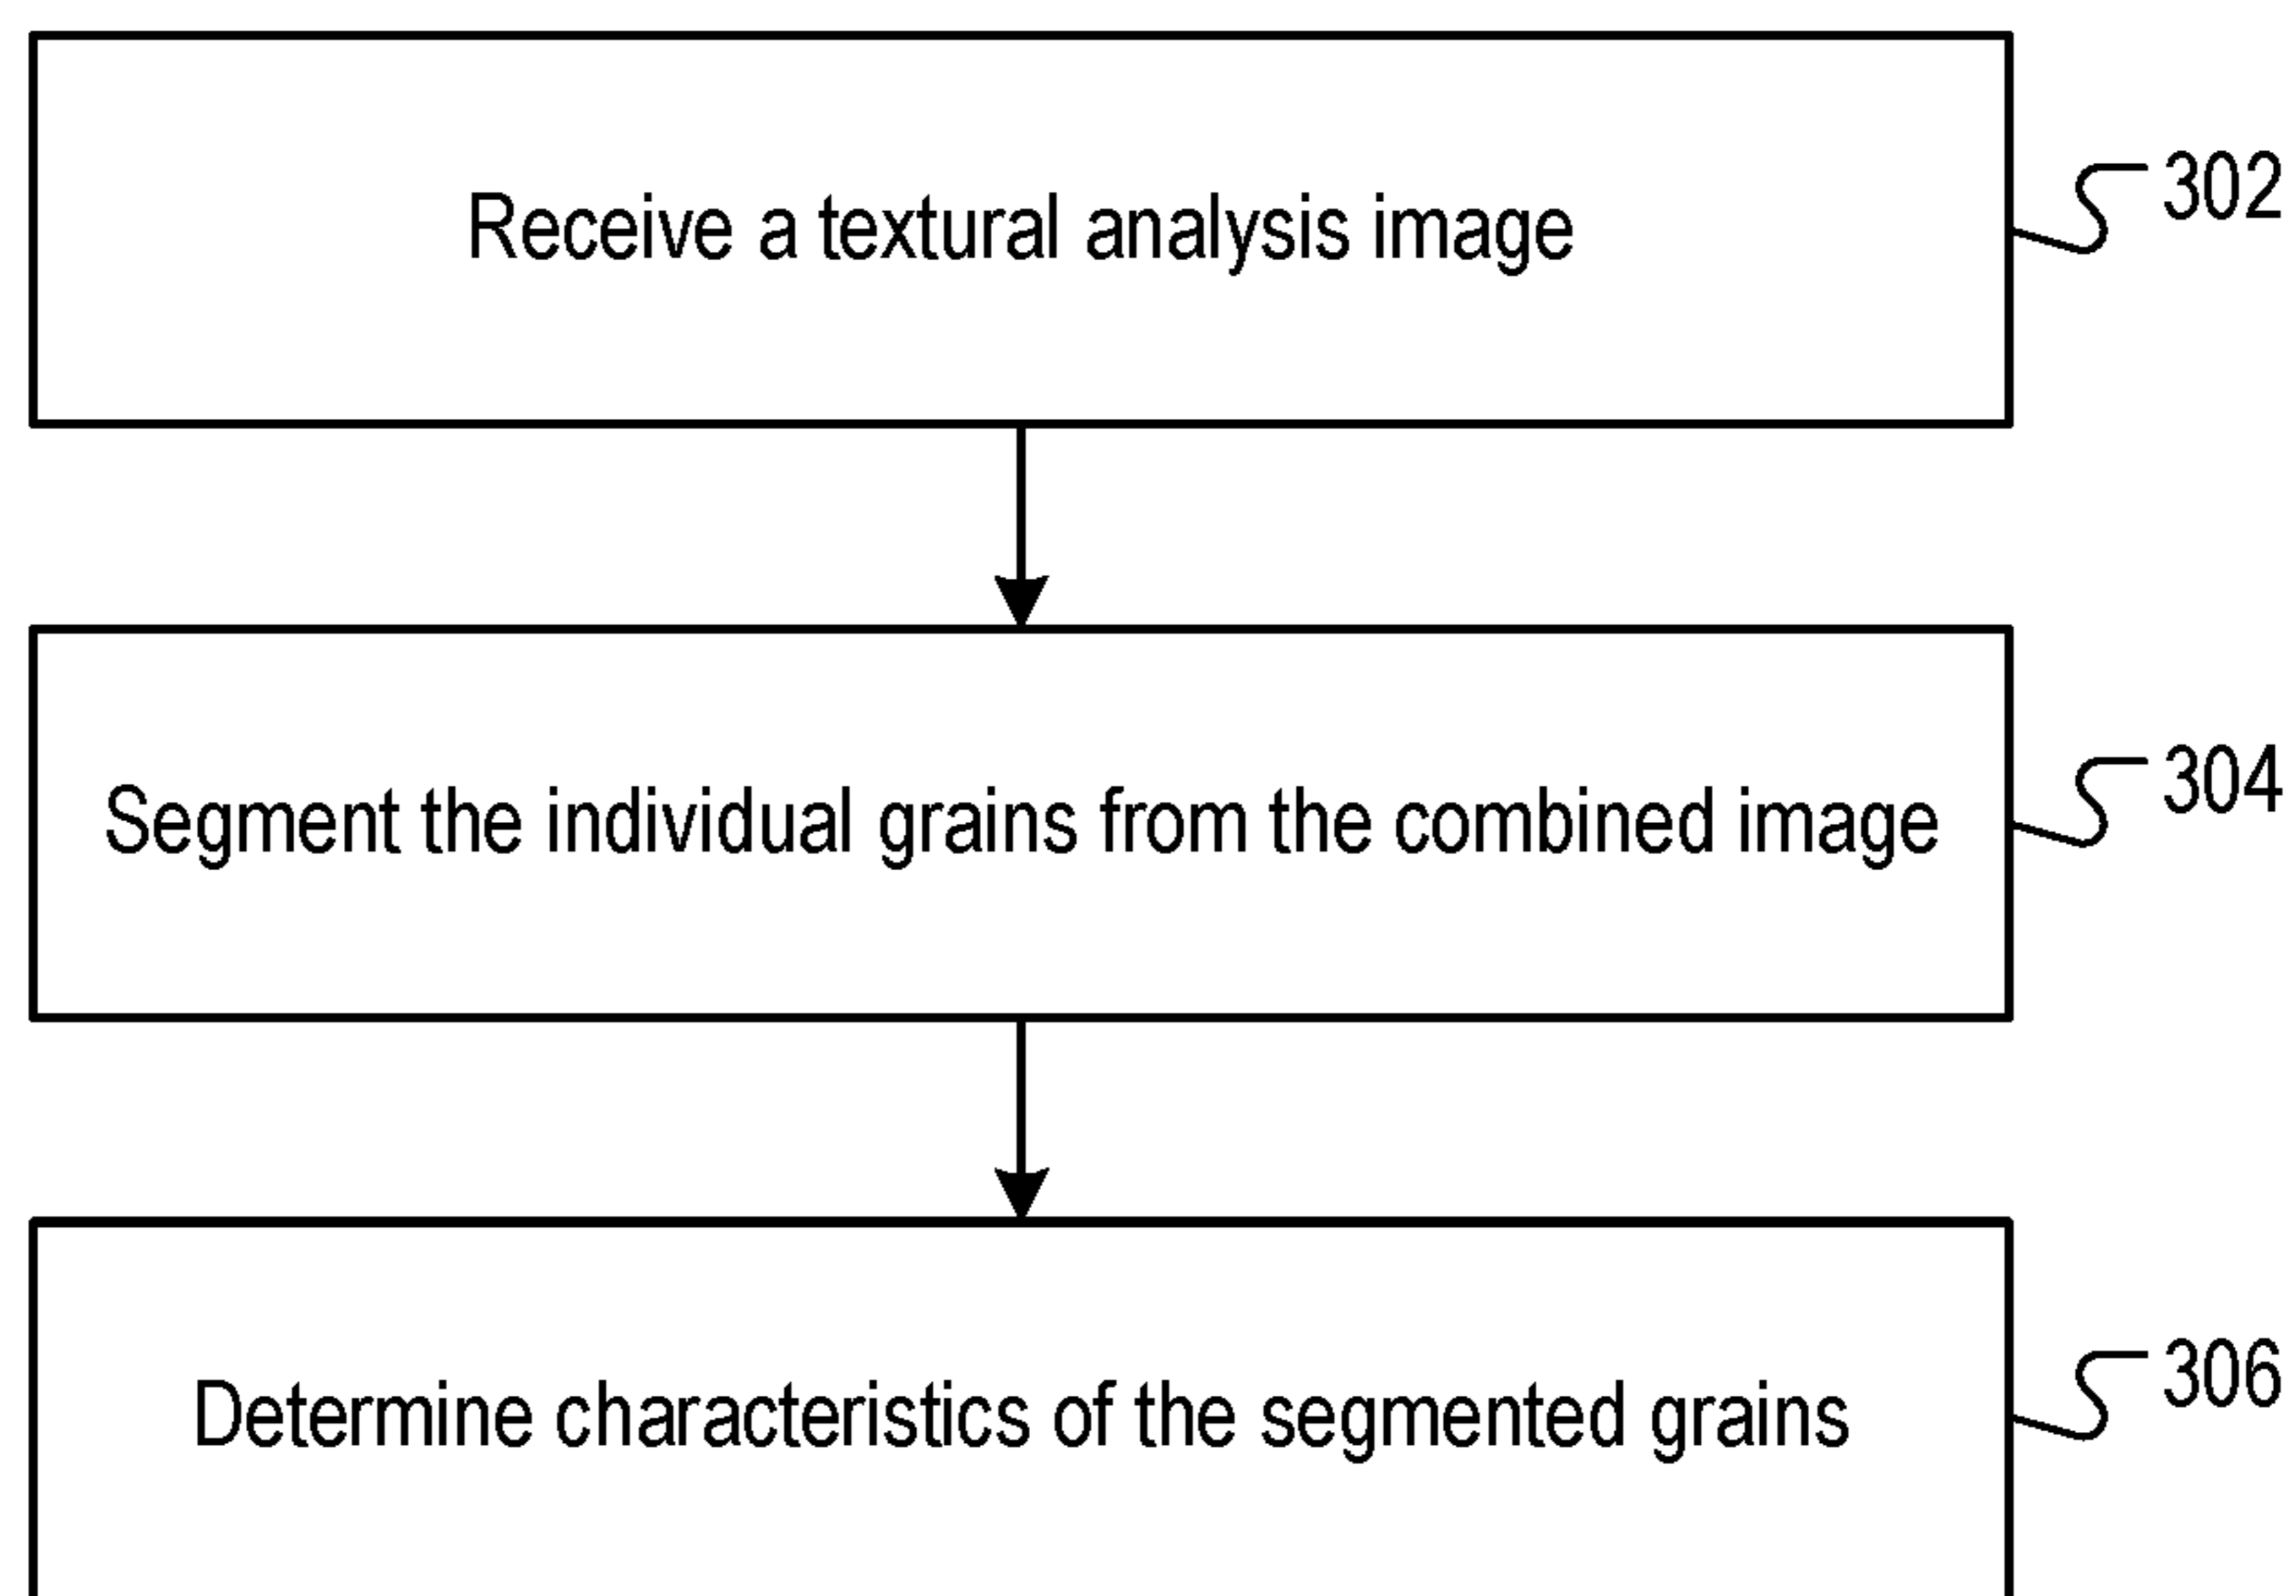 Receive a textural analysis image
302
Segment the individual grains from the combined image
304
Determine characteristics of the segmented grains
306